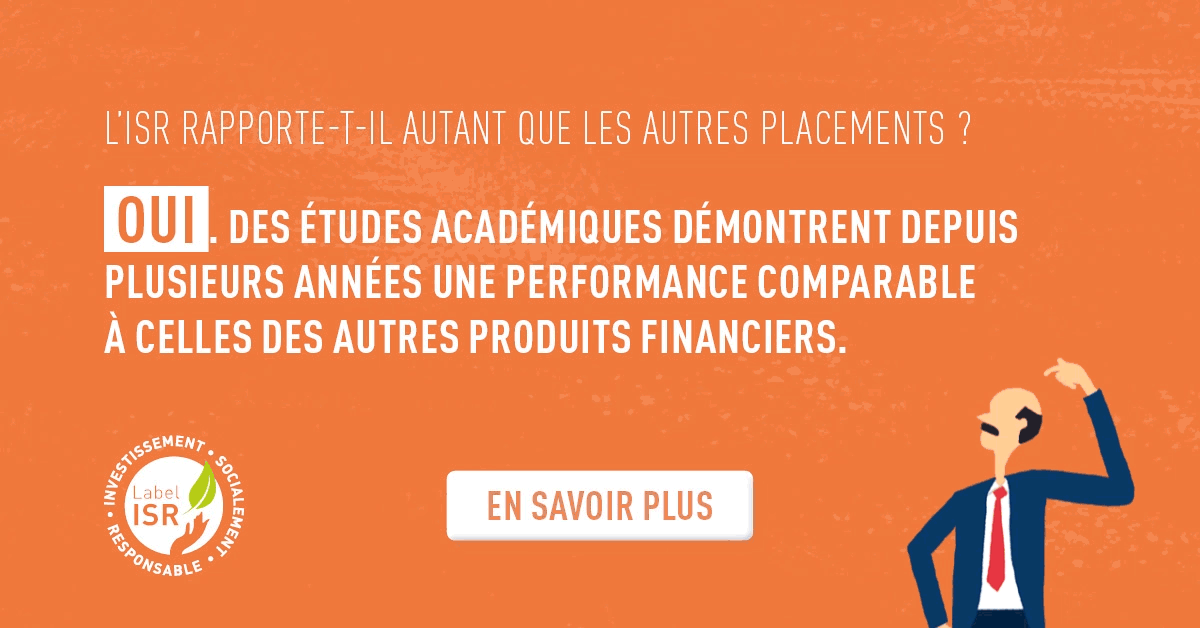 L'ISR RAPPORTE-T-IL AUTANT QUE LES AUTRES PLACEMENTS ?
OUI. DES ÉTUDES ACADÉMIQUES DÉMONTRENT DEPUIS
PLUSIEURS ANNÉES UNE PERFORMANCE COMPARABLE
À CELLES DES AUTRES PRODUITS FINANCIERS.
INVESTISSEMENT • SOCIALEMENT • RESPONSABLE •
Label
ISR
EN SAVOIR PLUS